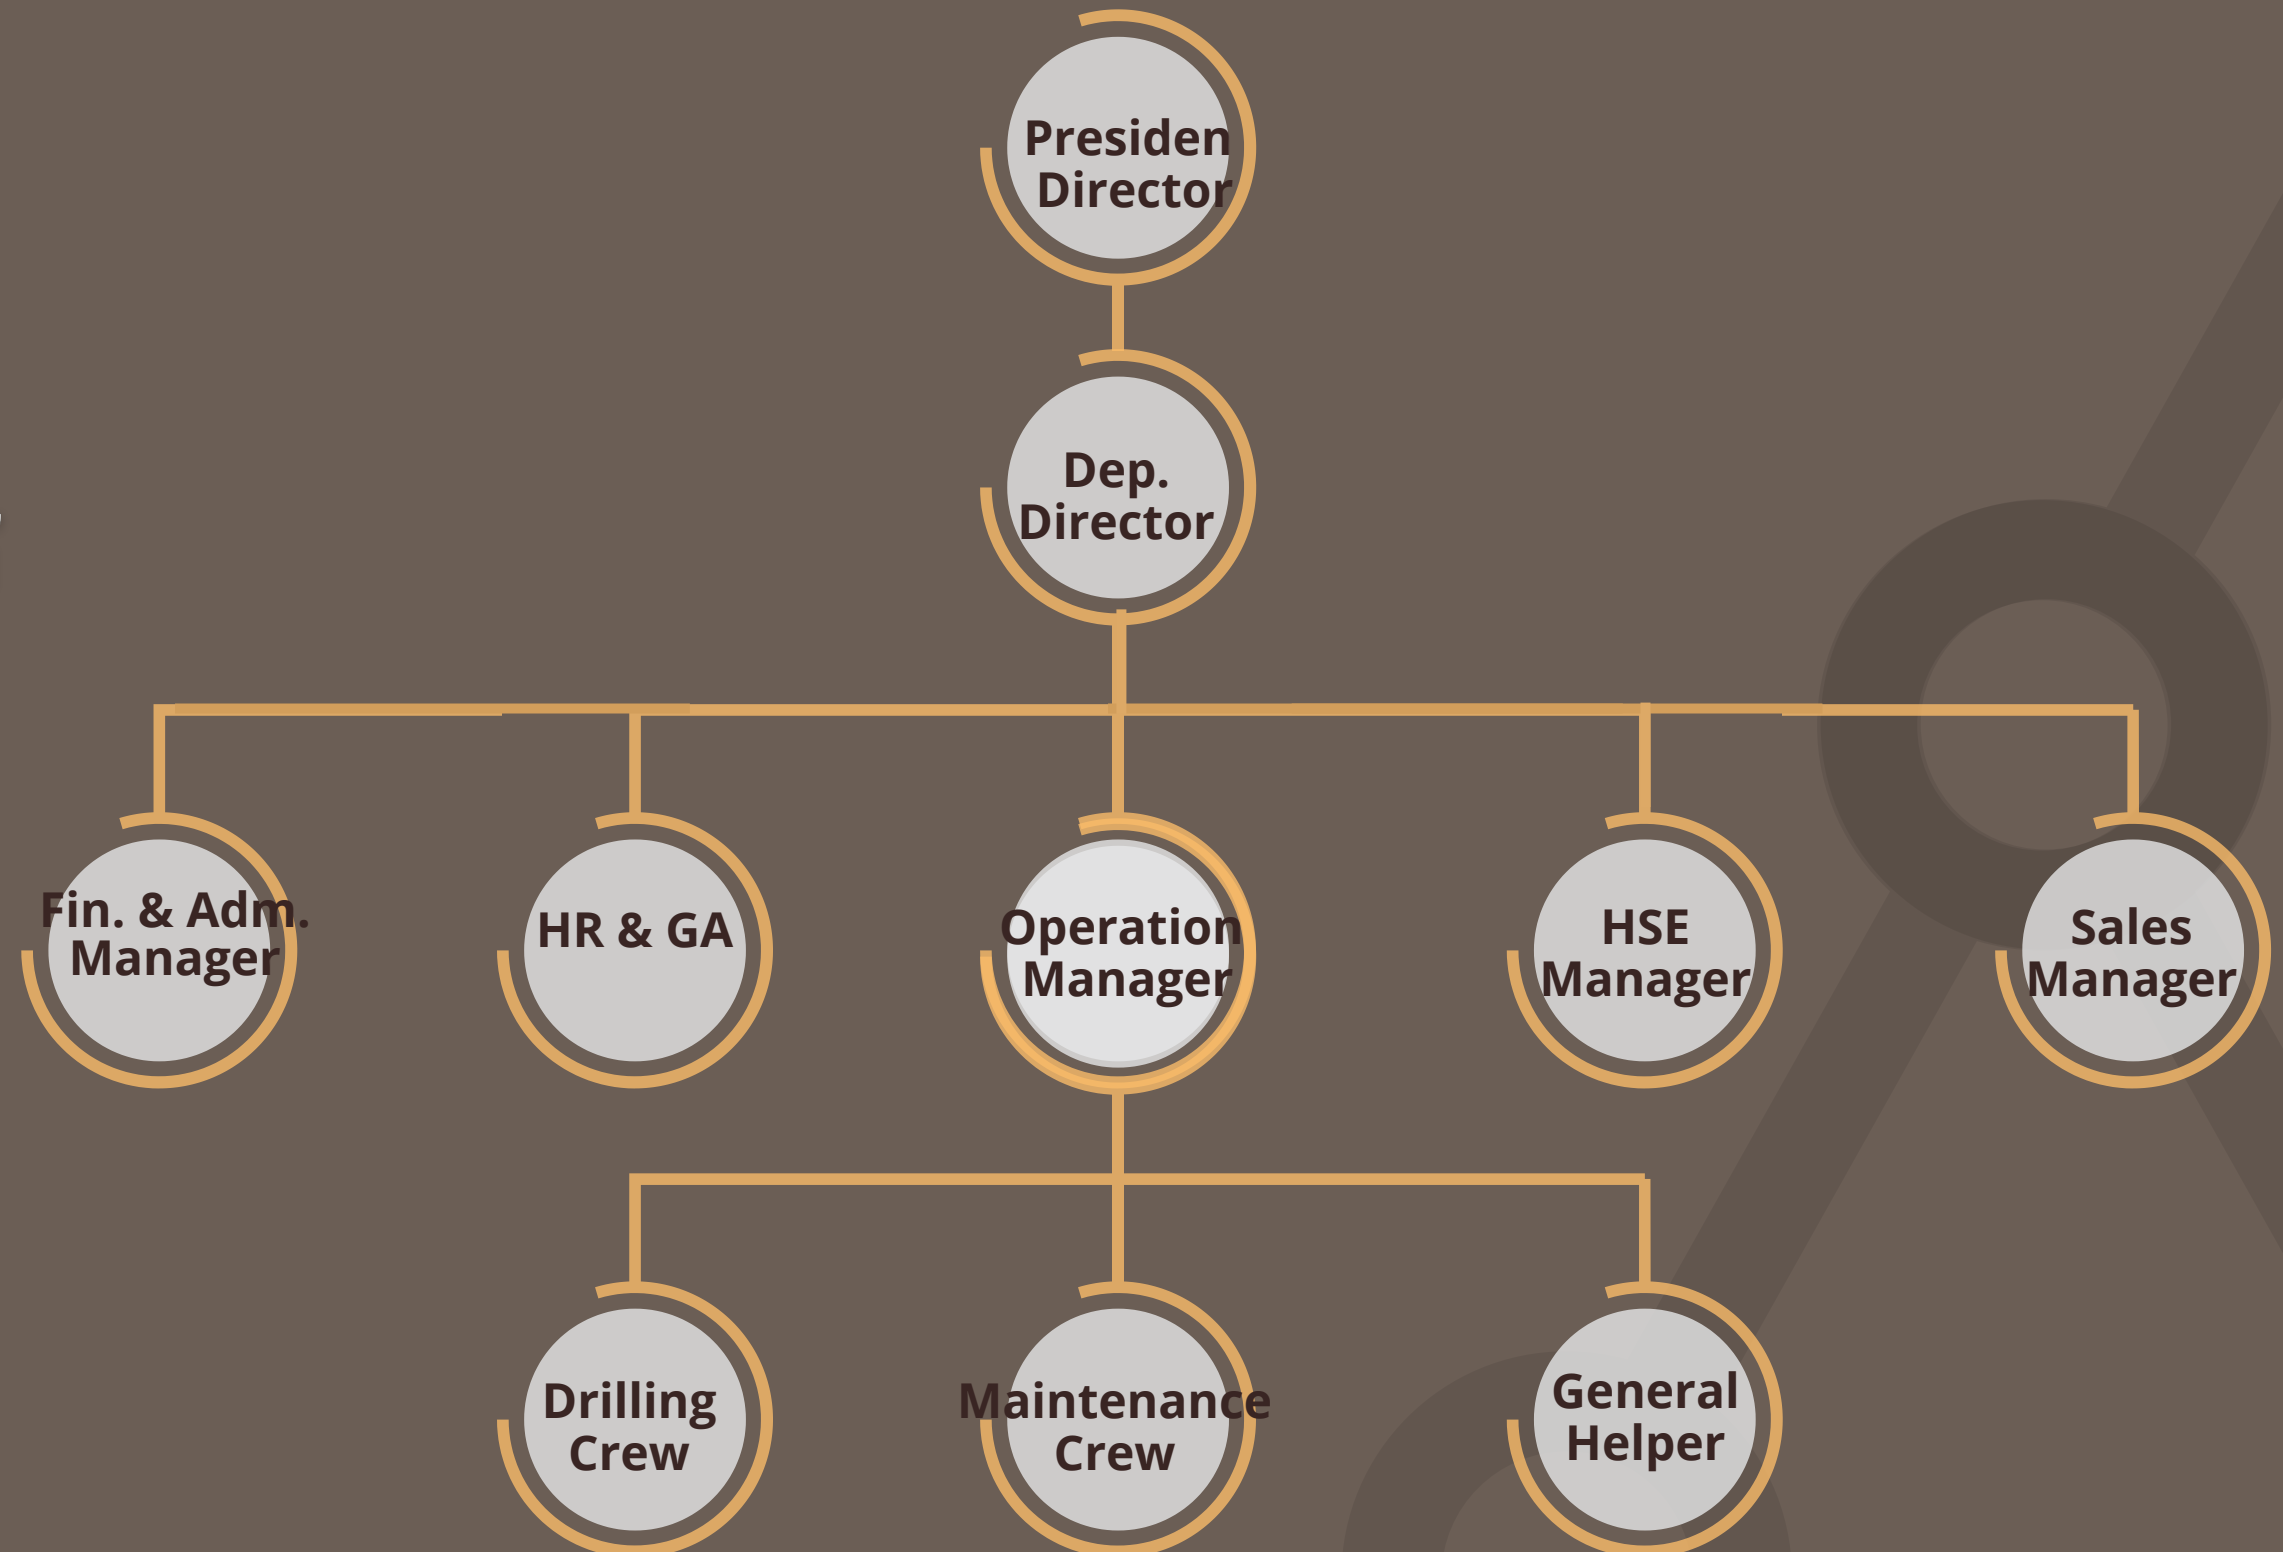 Presiden
Director
Dep.
Director
Fin. & Adm.
Manager
HR & GA
Operation
Manager
HSE
Manager
Sales
Manager
Drilling
Crew
Maintenance
Crew
General
Helper